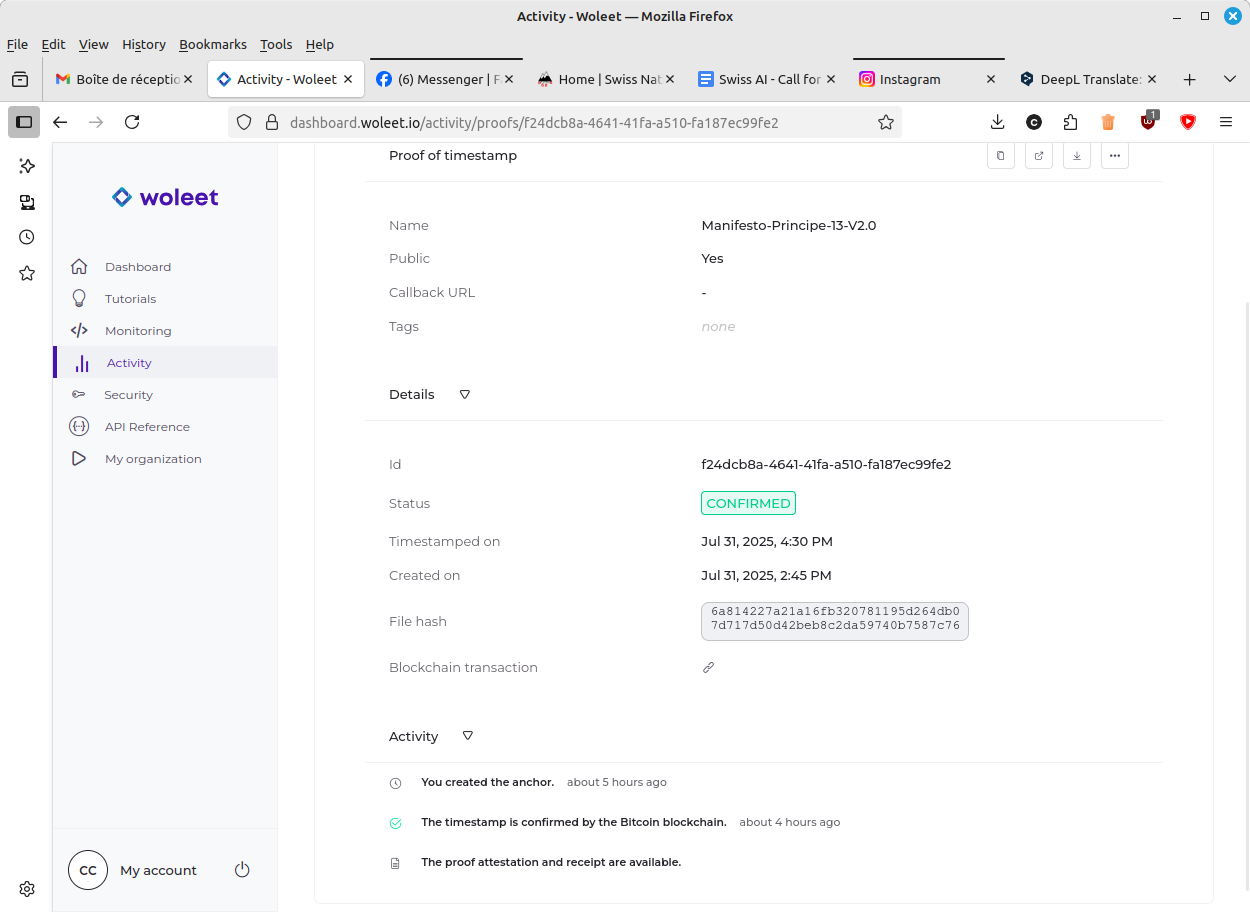 Activity - Woleet — Mozilla Firefox
File Edit View History Bookmarks Tools Help
Boîte de réceptio
Activity - Woleet
(6) Messenger | F
Home | Swiss Nat
Swiss AI - Call for
Instagram
DeepL Translate:
dashboard.woleet.io/activity/proofs/f24dcb8a-4641-41fa-a510-fa187ec99fe2
C
1
woleet
Dashboard
Tutorials
Monitoring
Activity
Security
API Reference
My organization
CC
My account
Proof of timestamp
Name Manifesto-Principe-13-V2.0
Public Yes
Callback URL -
Tags none
Details
Id f24dcb8a-4641-41fa-a510-fa187ec99fe2
Status CONFIRMED
Timestamped on Jul 31, 2025, 4:30 PM
Created on Jul 31, 2025, 2:45 PM
File hash 6a814227a21a16fb320781195d264db0
7d717d50d42beb8c2da59740b7587c76
Blockchain transaction
Activity
You created the anchor. about 5 hours ago
The timestamp is confirmed by the Bitcoin blockchain. about 4 hours ago
The proof attestation and receipt are available.